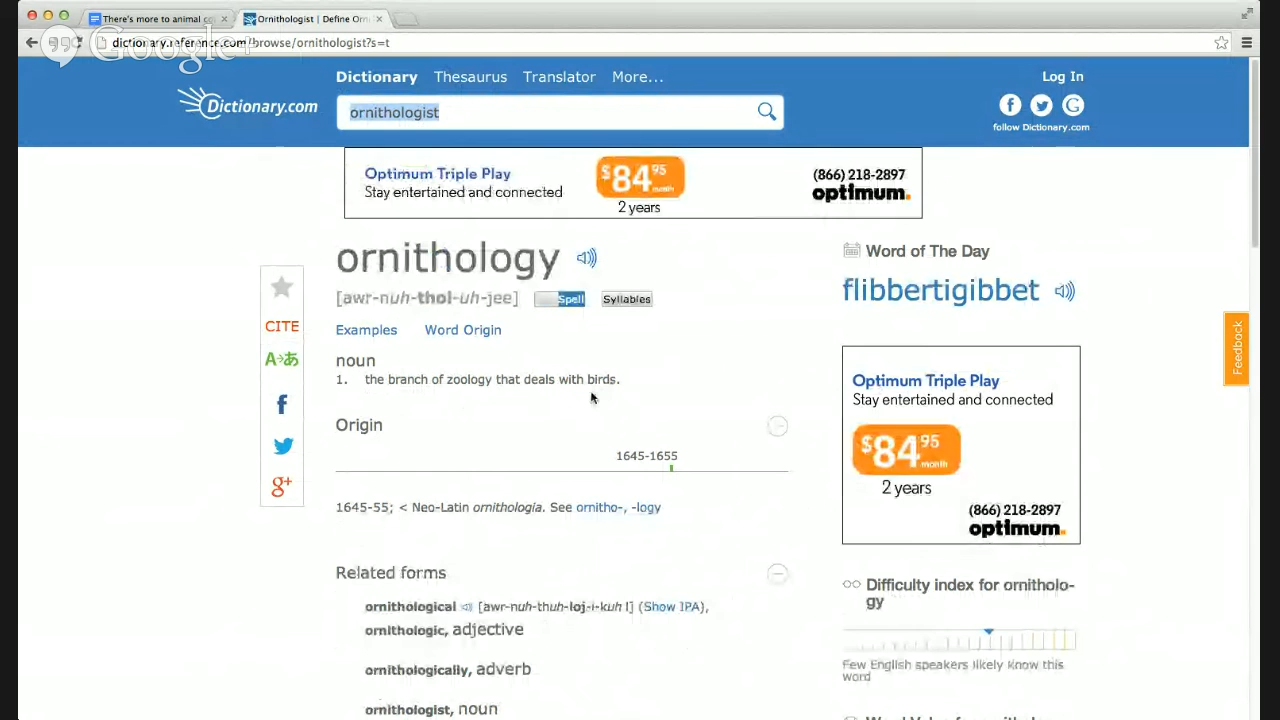 There's more to animal c
Ornithologist | Define Orn
dictionary.reference.com/browse/ornithologist?s=t
Google+
Dictionary Thesaurus Translator More...
Log In
Dictionary.com
ornithologist
f
G
follow Dictionary.com
Optimum Triple Play
Stay entertained and connected
$84.95
month
2 years
(866) 218-2897
optimum.
ornithology
[awr-nuh-thol-uh-jee] Spell Syllables
Examples Word Origin
noun
1. the branch of zoology that deals with birds.
Origin
1645-1655
1645-55; < Neo-Latin ornithologia. See ornitho-, -logy
Related forms
ornithological [awr-nuh-thuh-loj-i-kuh l] (Show IPA),
ornithologic, adjective
ornithologically, adverb
ornithologist, noun
CITE
A→あ
f
g+
Word of The Day
flibbertigibbet
Optimum Triple Play
Stay entertained and connected
$84.95
month
2 years
(866) 218-2897
optimum.
Difficulty index for ornitholo-
gy
Few English speakers likely know this
word
Feedback